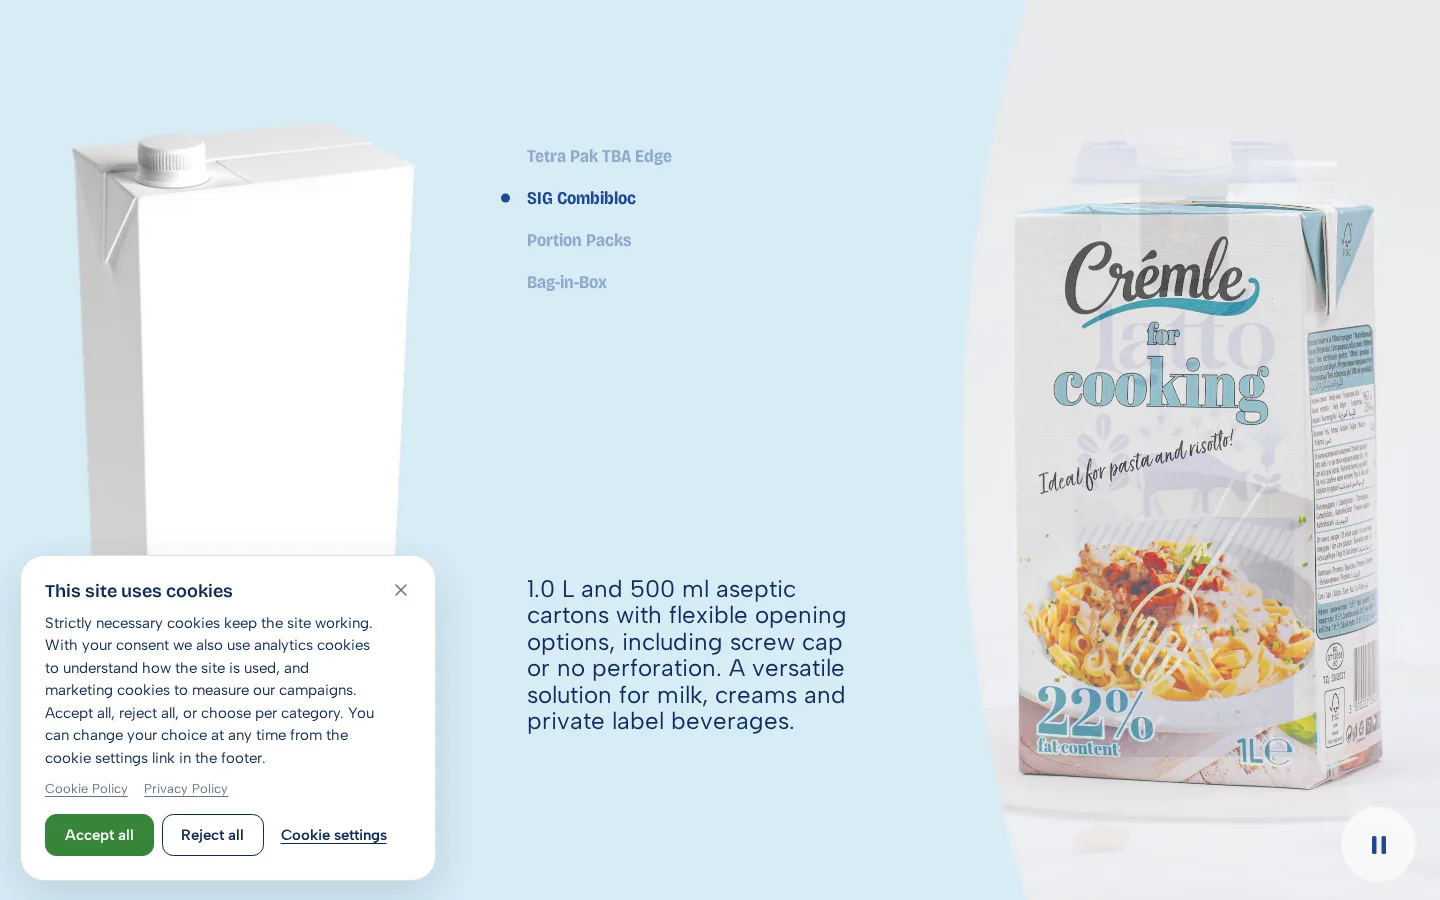 Tetra Pak TBA Edge
SIG Combibloc
Portion Packs
Bag-in-Box
Crémle
latto
for
cooking
Ideal for pasta and risotto!
22%
fat content
1L e
FSC
FSC
1.0 L and 500 ml aseptic
cartons with flexible opening
options, including screw cap
or no perforation. A versatile
solution for milk, creams and
private label beverages.
This site uses cookies
Strictly necessary cookies keep the site working.
With your consent we also use analytics cookies
to understand how the site is used, and
marketing cookies to measure our campaigns.
Accept all, reject all, or choose per category. You
can change your choice at any time from the
cookie settings link in the footer.
Cookie Policy Privacy Policy
Accept all Reject all Cookie settings